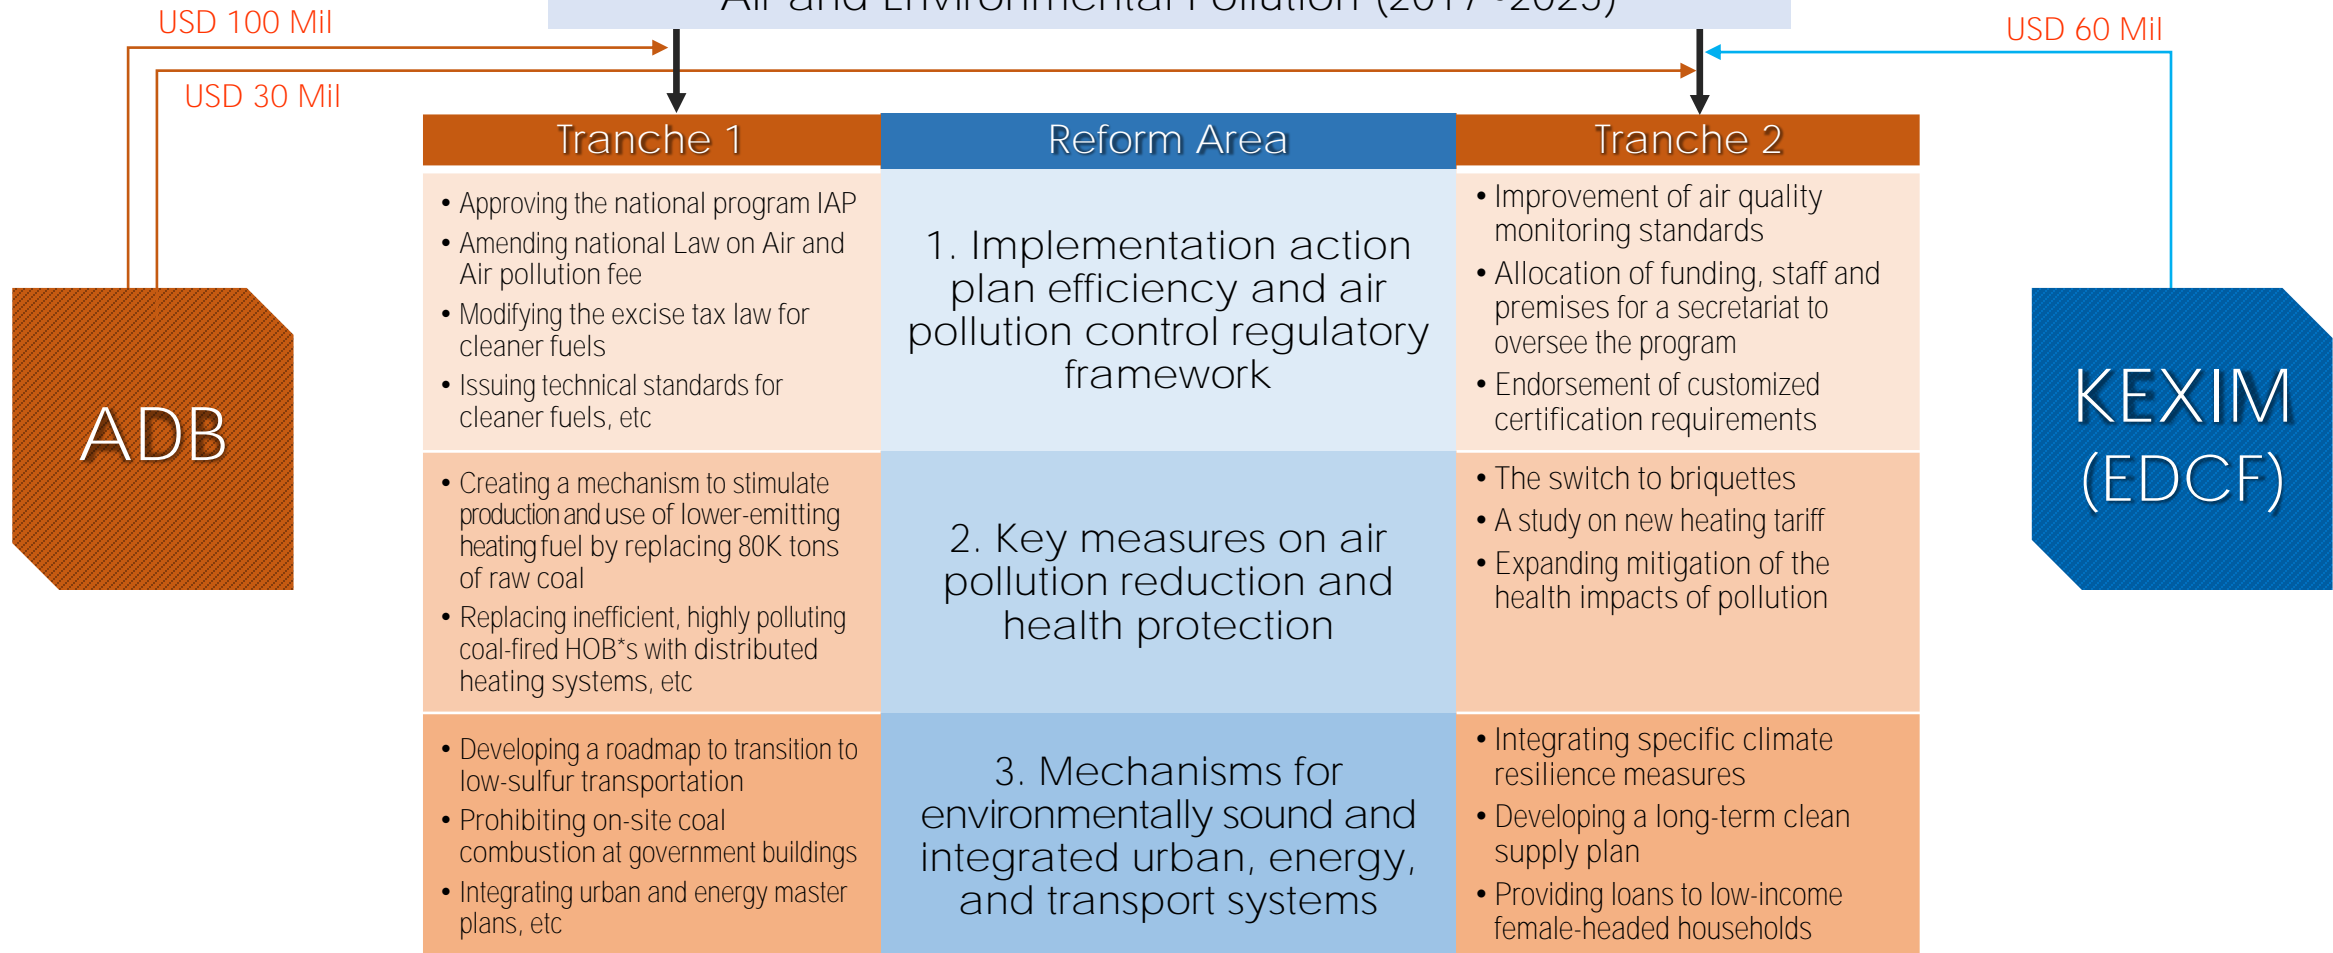 Air and Environmental Pollution (2017 -2025)
USD 100 Mil
USD 60 Mil
USD 30 Mil
Tranche 1
Reform Area
Tranche 2
• Approving the national program IAP
• Amending national Law on Air and
Air pollution fee
• Modifying the excise tax law for
cleaner fuels
• Issuing technical standards for
cleaner fuels, etc
1. Implementation action
plan efficiency and air
pollution control regulatory
framework
• Improvement of air quality
monitoring standards
• Allocation of funding, staff and
premises for a secretariat to
oversee the program
• Endorsement of customized
certification requirements
ADB
KEXIM
(EDCF)
• Creating a mechanism to stimulate
production and use of lower-emitting
heating fuel by replacing 80K tons
of raw coal
• Replacing inefficient, highly polluting
coal-fired HOB*s with distributed
heating systems, etc
2. Key measures on air
pollution reduction and
health protection
• The switch to briquettes
• A study on new heating tariff
• Expanding mitigation of the
health impacts of pollution
• Developing a roadmap to transition to
low-sulfur transportation
• Prohibiting on-site coal
combustion at government buildings
• Integrating urban and energy master
plans, etc
3. Mechanisms for
environmentally sound and
integrated urban, energy,
and transport systems
• Integrating specific climate
resilience measures
• Developing a long-term clean
supply plan
• Providing loans to low-income
female-headed households